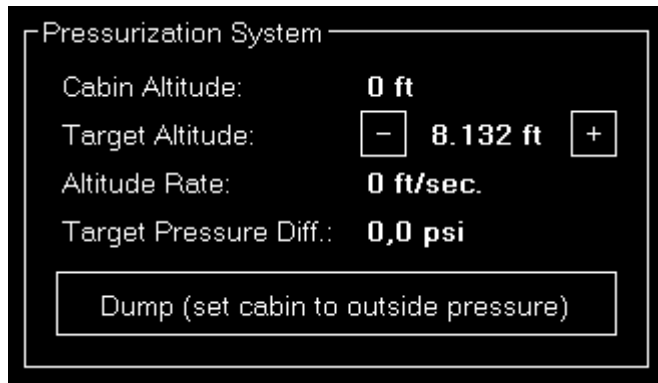 Pressurization System
Cabin Altitude: 0 ft
Target Altitude: - 8.132 ft +
Altitude Rate: 0 ft/sec.
Target Pressure Diff.: 0,0 psi
Dump (set cabin to outside pressure)